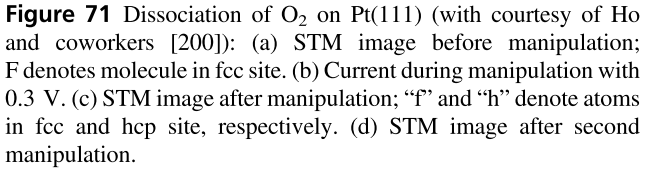 Figure 71 Dissociation of O₂ on Pt(111) (with courtesy of Ho
and coworkers [200]): (a) STM image before manipulation;
F denotes molecule in fcc site. (b) Current during manipulation with
0.3 V. (c) STM image after manipulation; “f” and “h” denote atoms
in fcc and hcp site, respectively. (d) STM image after second
manipulation.